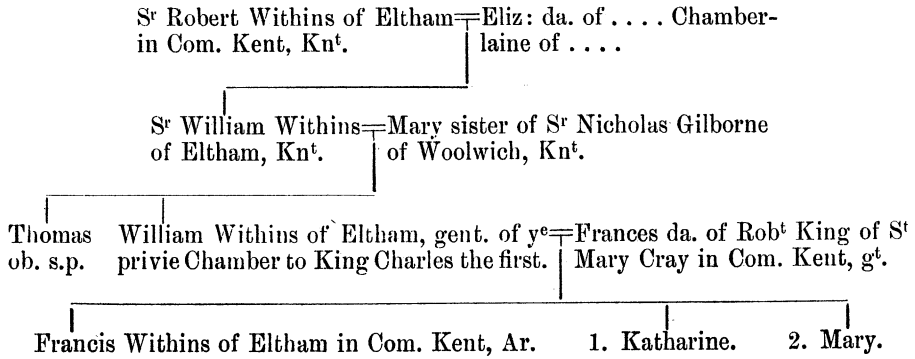 Sʳ Robert Withins of Eltham=Eliz: da. of . . . . Chamber-
in Com. Kent, Knᵗ. laine of . . . .
Sʳ William Withins=Mary sister of Sʳ Nicholas Gilborne
of Eltham, Knᵗ. of Woolwich, Knᵗ.
Thomas William Withins of Eltham, gent. of yᵉ=Frances da. of Robᵗ King of Sᵗ
ob. s.p. privie Chamber to King Charles the first. Mary Cray in Com. Kent, gᵗ.
Francis Withins of Eltham in Com. Kent, Ar. 1. Katharine. 2. Mary.